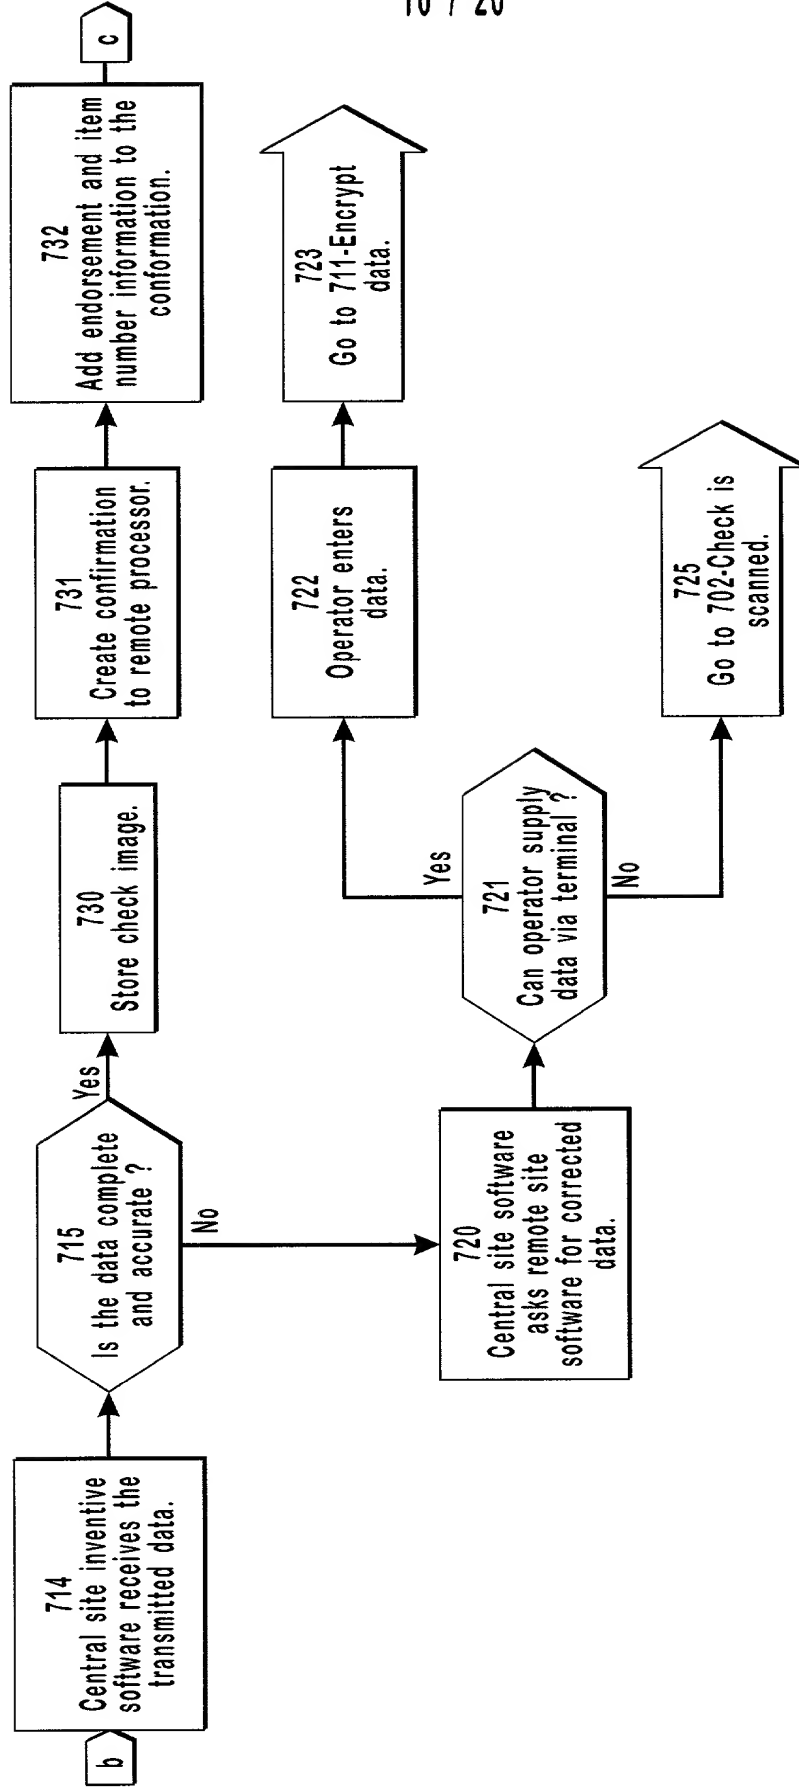 10 / 20
b
714
Central site inventive
software receives the
transmitted data.
715
Is the data complete
and accurate ?
Yes
No
730
Store check image.
731
Create confirmation
to remote processor.
732
Add endorsement and item
number information to the
conformation.
c
720
Central site software
asks remote site
software for corrected
data.
721
Can operator supply
data via terminal ?
Yes
No
722
Operator enters
data.
723
Go to 711-Encrypt
data.
725
Go to 702-Check is
scanned.